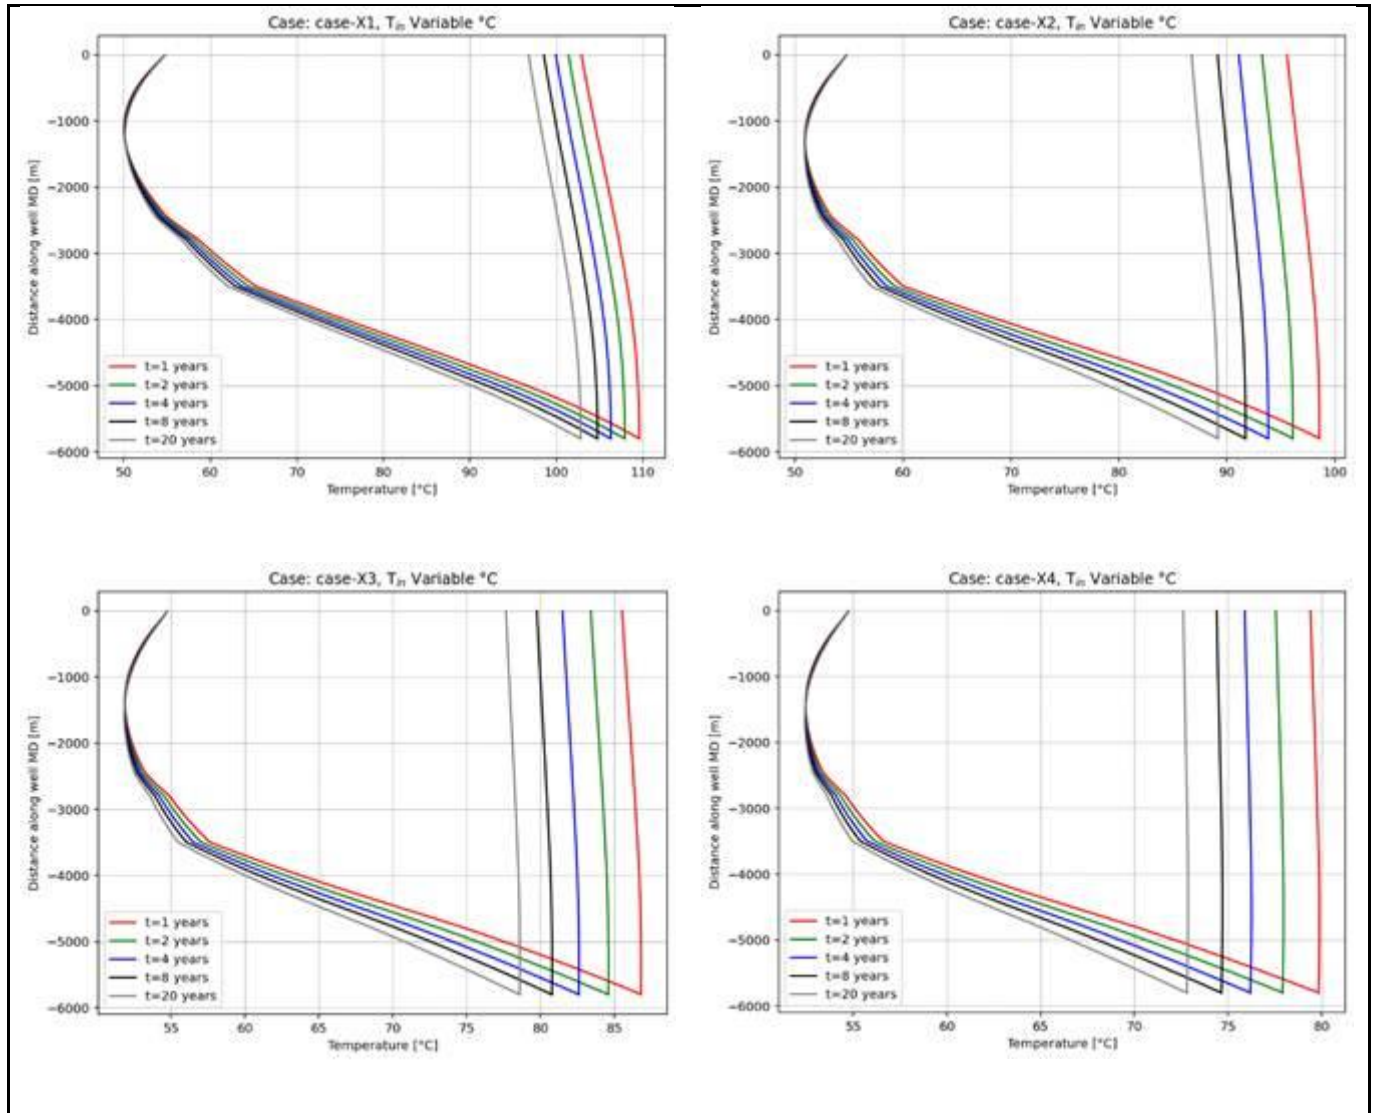 Case: case-X1, Tin Variable °C
0
−1000
−2000
−3000
−4000
−5000
−6000
Distance along well MD [m]
t=1 years
t=2 years
t=4 years
t=8 years
t=20 years
50 60 70 80 90 100 110
Temperature [°C]
Case: case-X2, Tin Variable °C
0
−1000
−2000
−3000
−4000
−5000
−6000
Distance along well MD [m]
t=1 years
t=2 years
t=4 years
t=8 years
t=20 years
50 60 70 80 90 100
Temperature [°C]
Case: case-X3, Tin Variable °C
0
−1000
−2000
−3000
−4000
−5000
−6000
Distance along well MD [m]
t=1 years
t=2 years
t=4 years
t=8 years
t=20 years
55 60 65 70 75 80 85
Temperature [°C]
Case: case-X4, Tin Variable °C
0
−1000
−2000
−3000
−4000
−5000
−6000
Distance along well MD [m]
t=1 years
t=2 years
t=4 years
t=8 years
t=20 years
55 60 65 70 75 80
Temperature [°C]